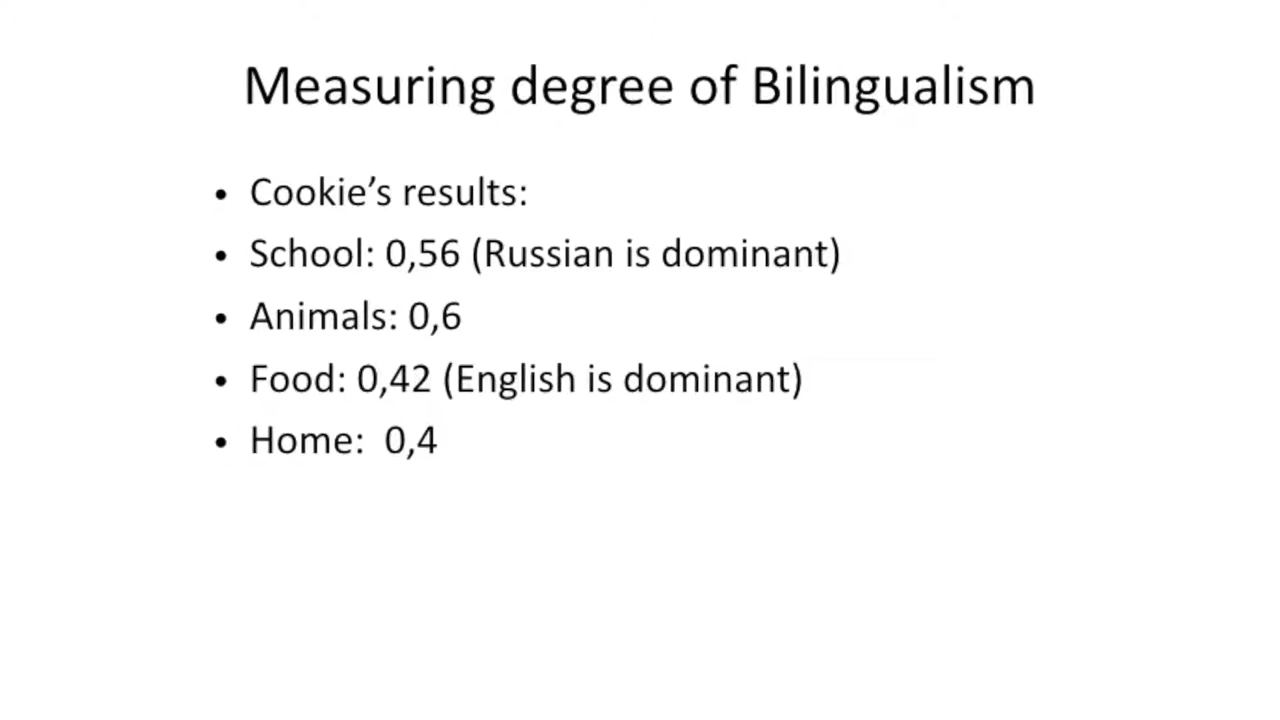 Measuring degree of Bilingualism
• Cookie’s results:
• School: 0,56 (Russian is dominant)
• Animals: 0,6
• Food: 0,42 (English is dominant)
• Home:  0,4